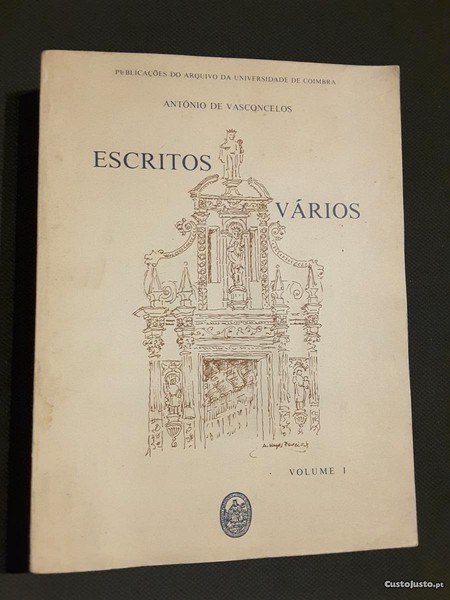 PUBLICAÇÕES DO ARQUIVO DA UNIVERSIDADE DE COIMBRA
ANTÓNIO DE VASCONCELOS
ESCRITOS
VÁRIOS
VOLUME I
CustoJusto.pt